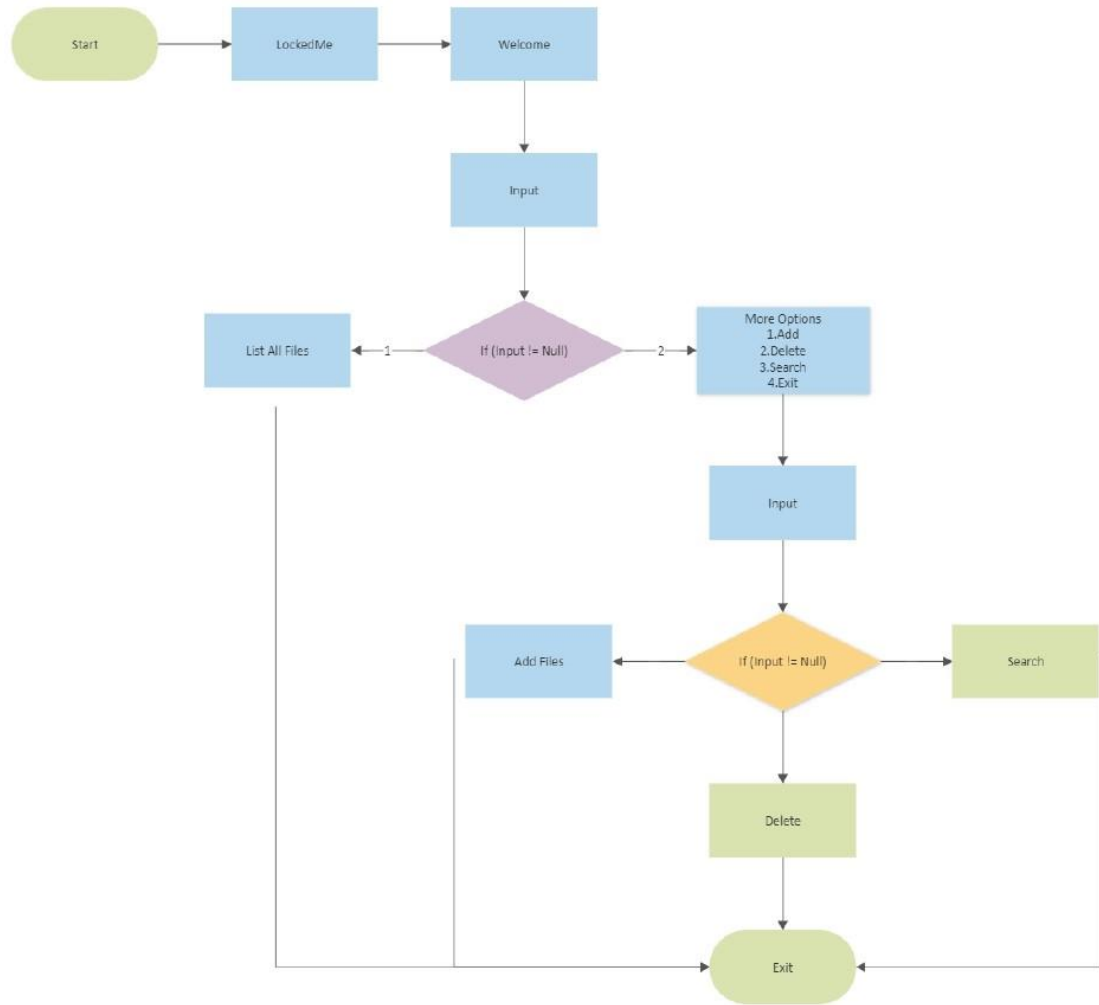 Start
LockedMe
Welcome
Input
List All Files
1
If (Input != Null)
2
More Options
1.Add
2.Delete
3.Search
4.Exit
Input
Add Files
If (Input != Null)
Search
Delete
Exit